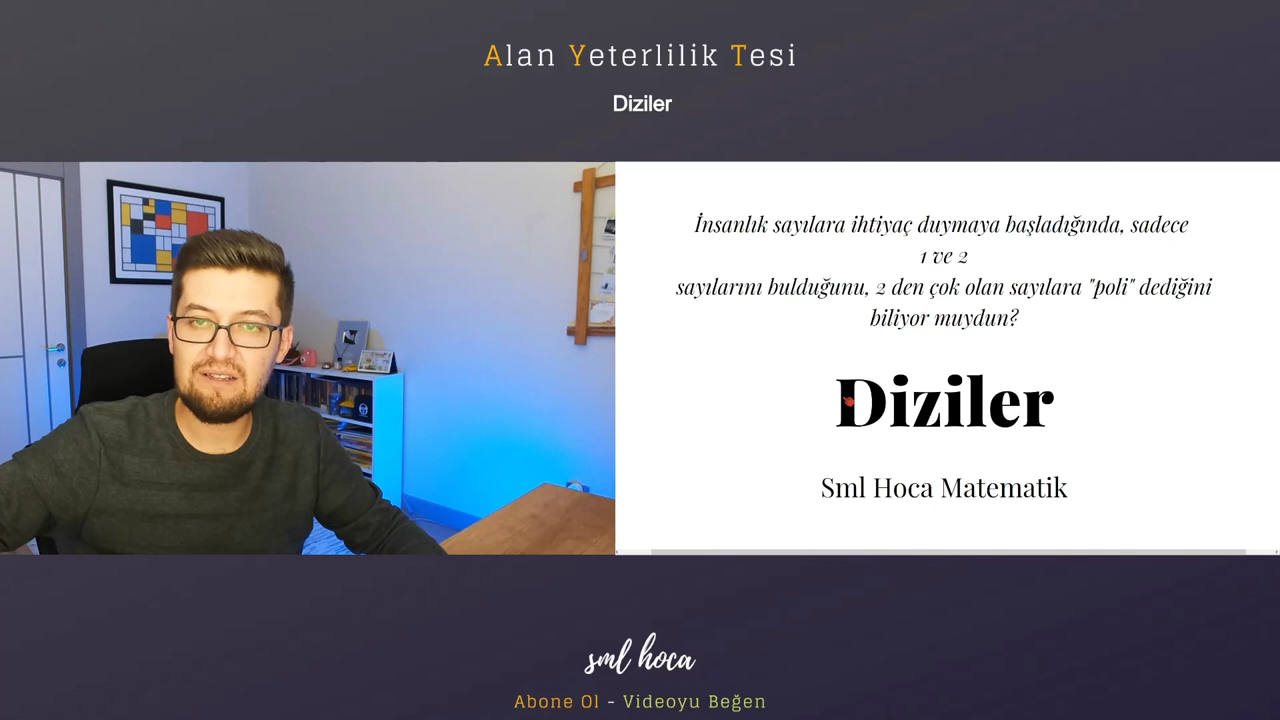 Alan Yeterlilik Tesi
Diziler
İnsanlık sayılara ihtiyaç duymaya başladığında, sadece
1 ve 2
sayılarını bulduğunu, 2 den çok olan sayılara "poli" dediğini
biliyor muydun?
Diziler
Sml Hoca Matematik
sml hoca
Abone Ol - Videoyu Beğen